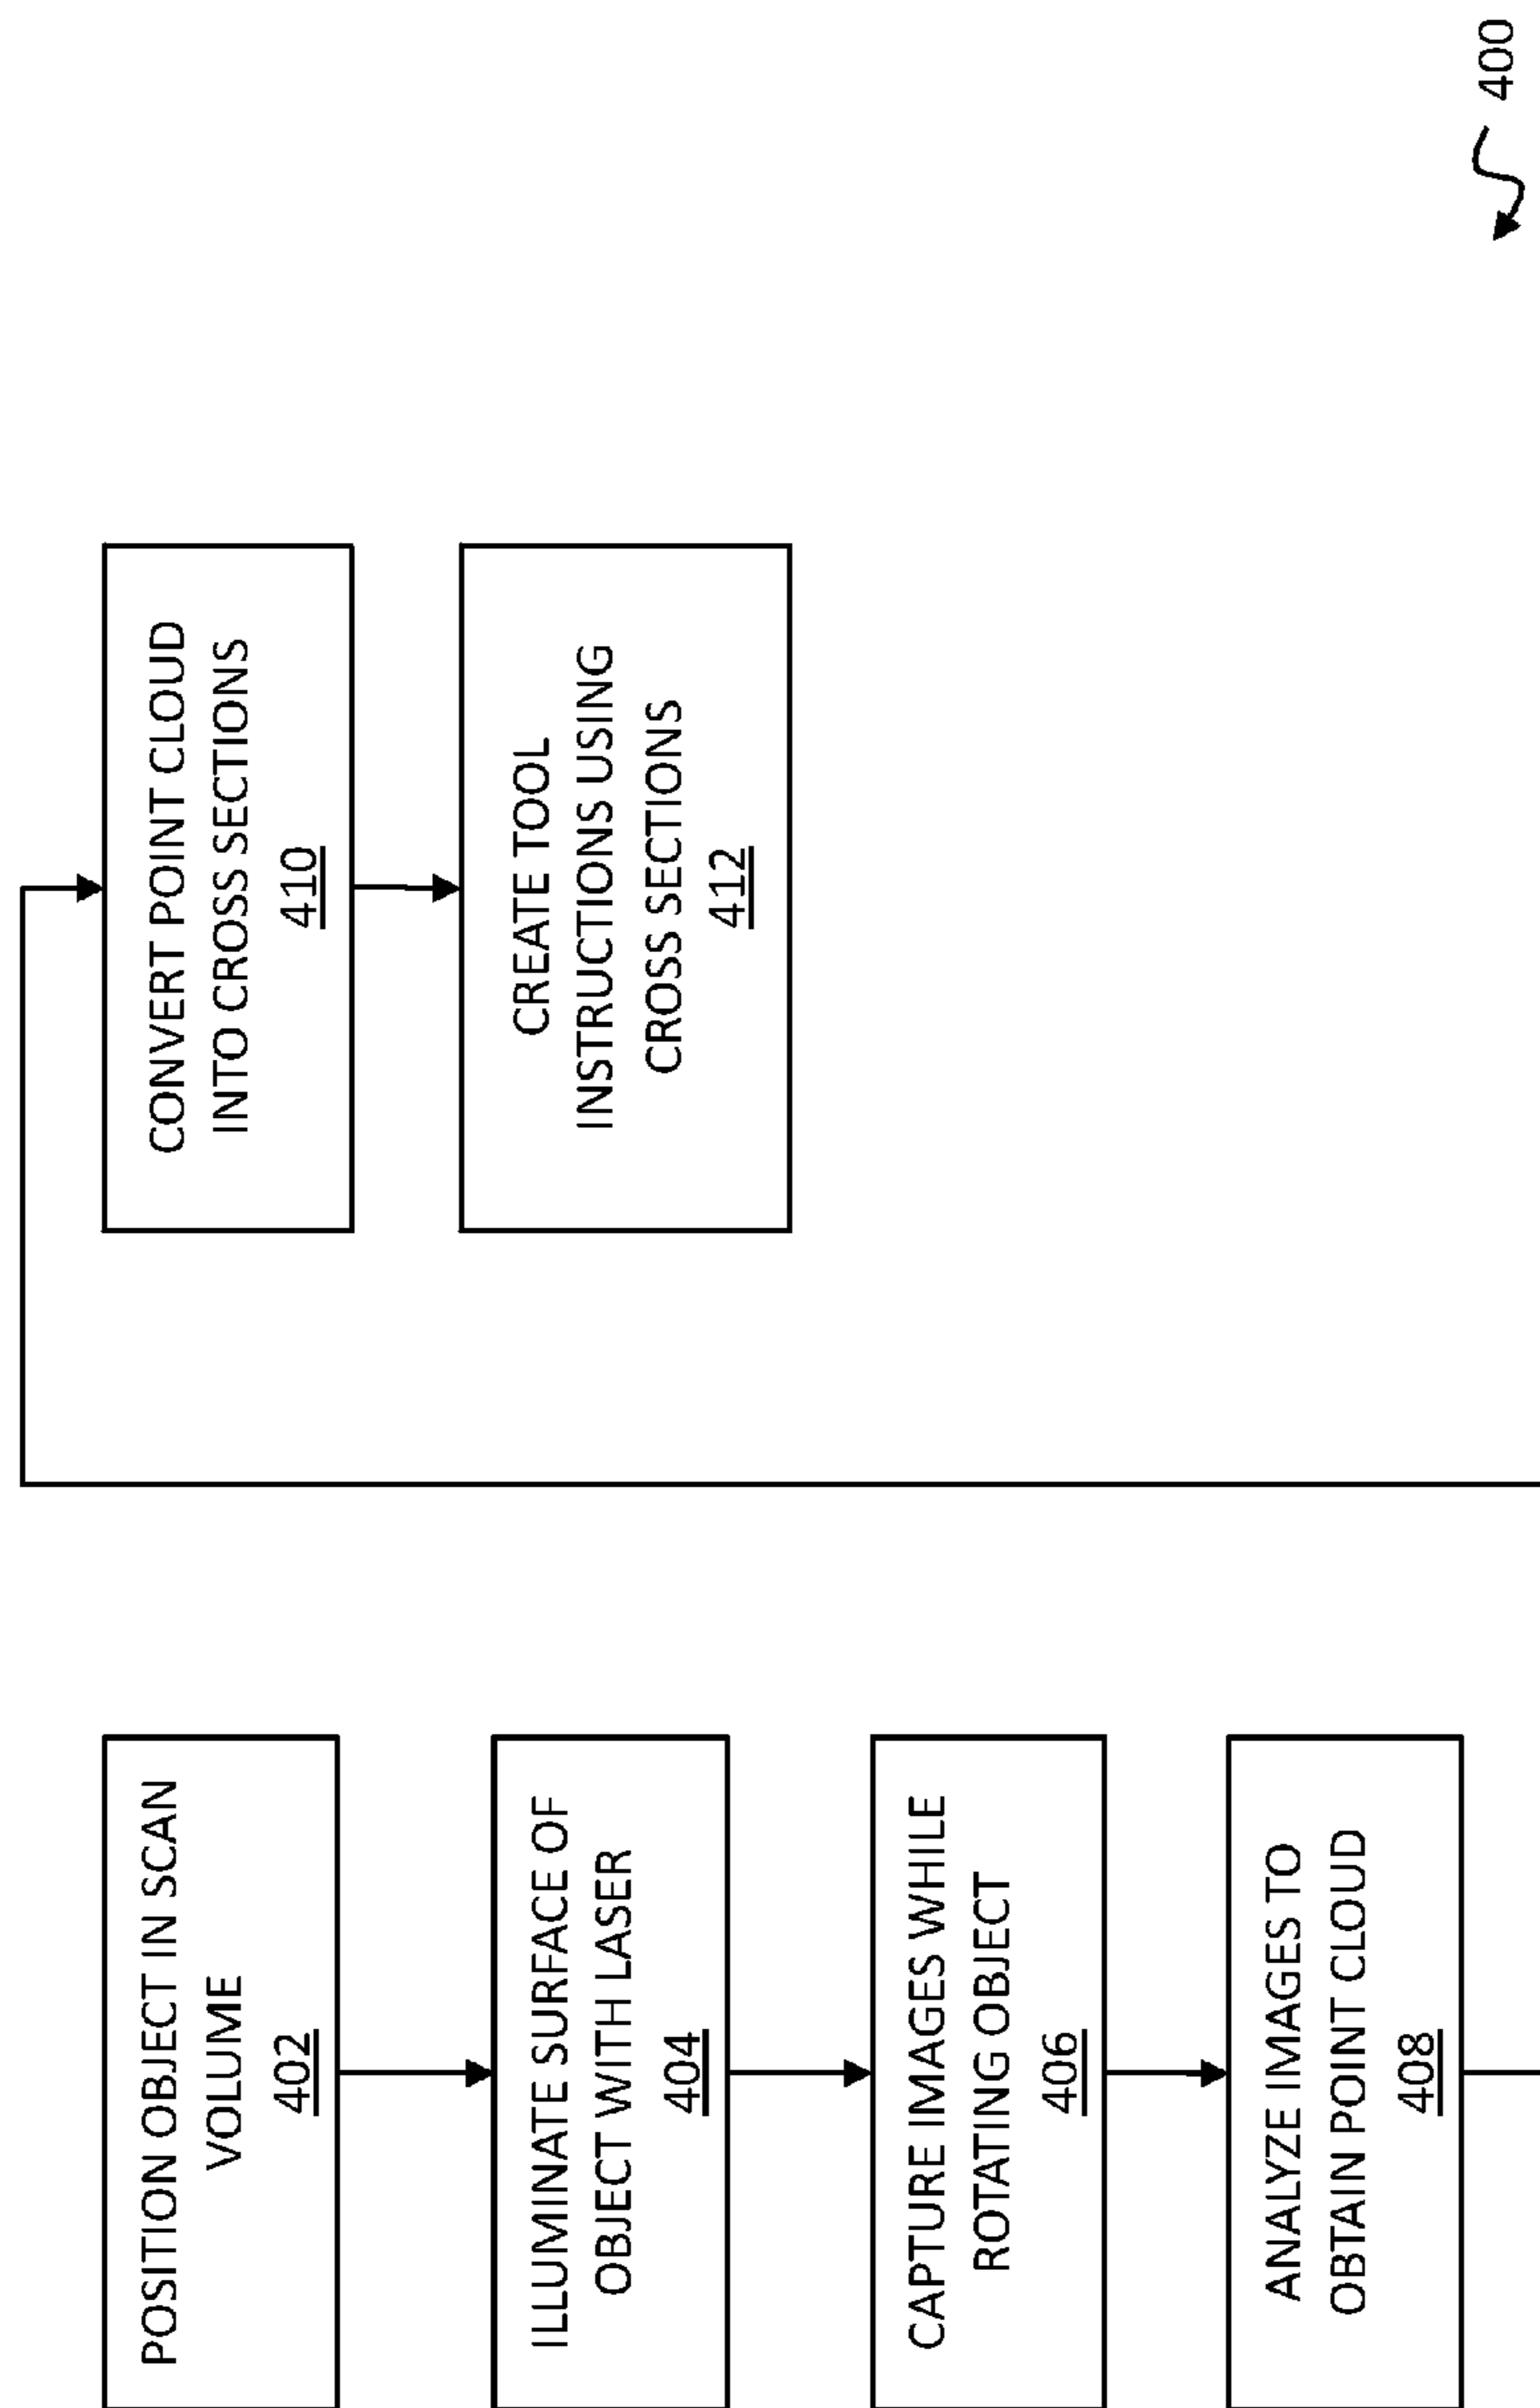 POSITION OBJECT IN SCAN
VOLUME
402
ILLUMINATE SURFACE OF
OBJECT WITH LASER
404
CAPTURE IMAGES WHILE
ROTATING OBJECT
406
ANALYZE IMAGES TO
OBTAIN POINT CLOUD
408
CONVERT POINT CLOUD
INTO CROSS SECTIONS
410
CREATE TOOL
INSTRUCTIONS USING
CROSS SECTIONS
412
400